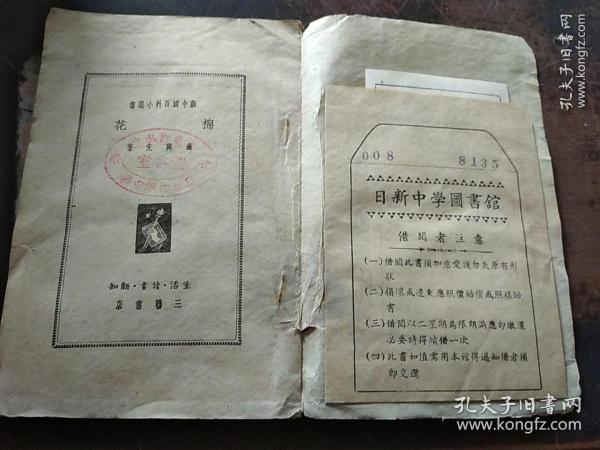 新中國百科小叢書
棉花
著
生活·讀書·新知
三聯書店
008 8135
日新中學圖書舘
借閱者注意
(一)借閱此書須加意愛護勿失原有形
狀
(二)損壞或遺失應照價賠償或照樣賠
書
(三)借閱以二星期為限期滿應即繳還
必要時得續借一次
(四)此書如值需用本舘得通知借者須
即交還
孔夫子旧书网
www.kongfz.com
孔夫子旧书网
www.kongfz.com